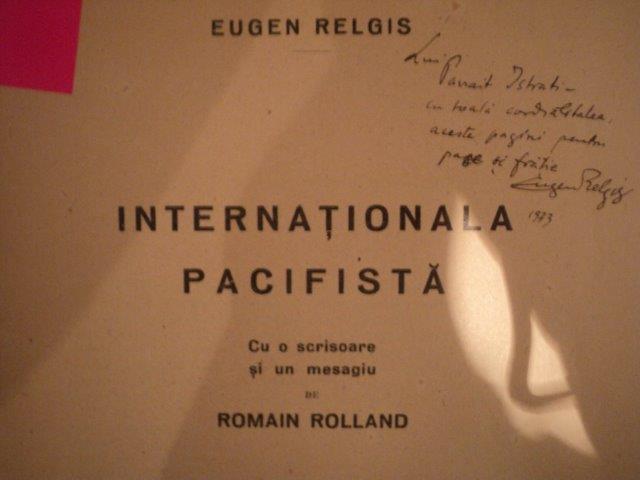 EUGEN RELGIS
Lui Panait Istrati –
cu toată cordialitatea,
aceste pagini pentru
pace și frăție
Eugen Relgis
INTERNAȚIONALA
PACIFISTĂ
Cu o scrisoare
și un mesagiu
DE
ROMAIN ROLLAND